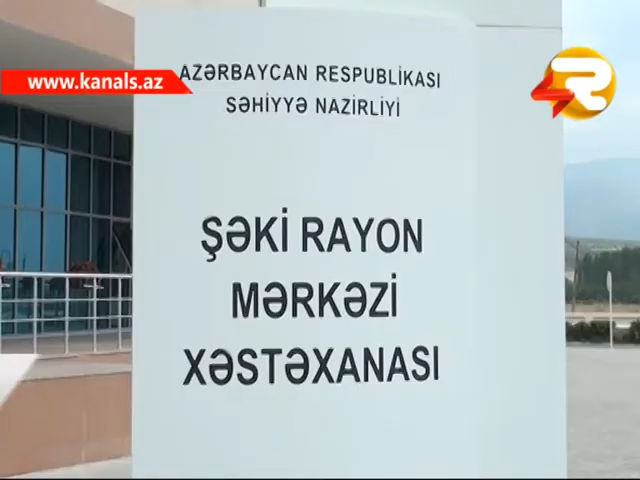 AZƏRBAYCAN RESPUBLİKASI
SƏHİYYƏ NAZİRLİYİ
www.kanals.az
R
ŞƏKİ RAYON
MƏRKƏZİ
XƏSTƏXANASI